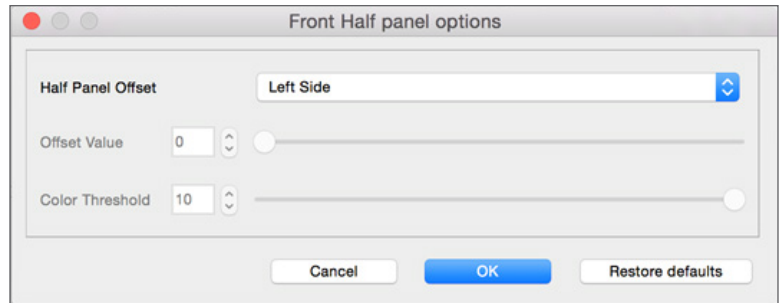 Front Half panel options
Half Panel Offset Left Side
Offset Value 0
Color Threshold 10
Cancel OK Restore defaults